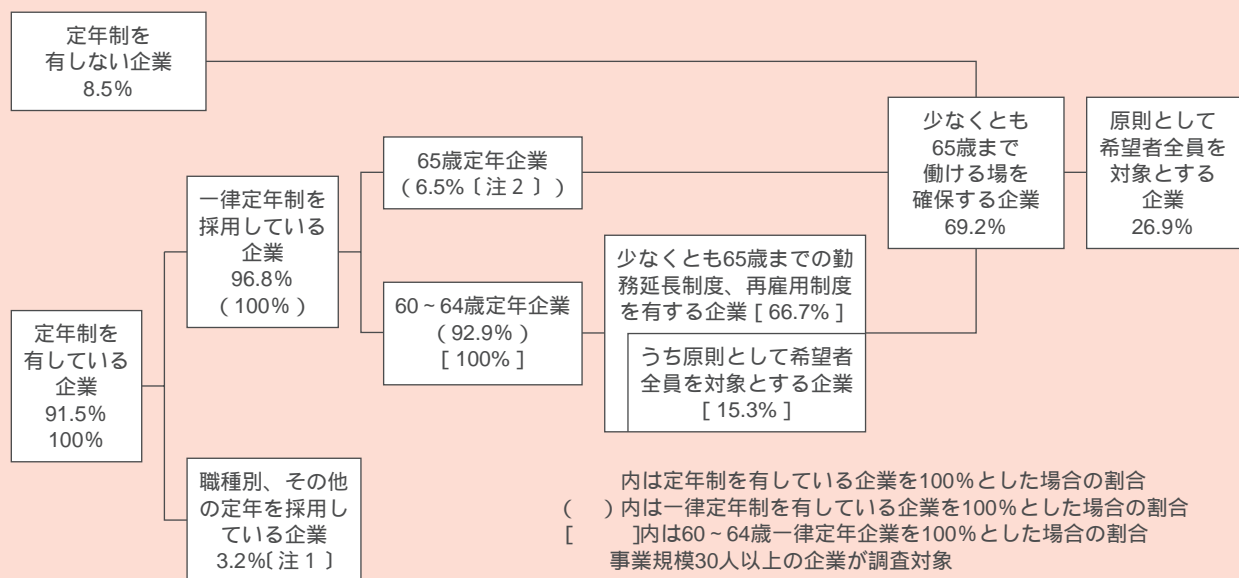 定年制を
有しない企業
8.5%
定年制を
有している
企業
91.5%
100%
一律定年制を
採用している
企業
96.8%
(100%)
職種別、その他
の定年を採用し
ている企業
3.2%〔注1〕
65歳定年企業
(6.5%〔注2〕)
60~64歳定年企業
(92.9%)
[100%]
少なくとも65歳までの勤
務延長制度、再雇用制度
を有する企業[66.7%]
うち原則として希望者
全員を対象とする企業
[15.3%]
少なくとも
65歳まで
働ける場を
確保する企業
69.2%
原則として
希望者全員を
対象とする
企業
26.9%
内は定年制を有している企業を100%とした場合の割合
( )内は一律定年制を有している企業を100%とした場合の割合
[ ]内は60~64歳一律定年企業を100%とした場合の割合
事業規模30人以上の企業が調査対象